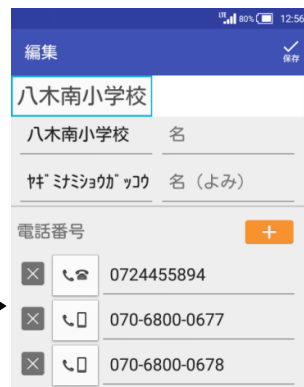 LTE 80% 12:56
編集
保存
八木南小学校
八木南小学校 名
ﾔｷﾞﾐﾅﾐｼｮｳｶﾞｯｺｳ 名（よみ）
電話番号
0724455894
070-6800-0677
070-6800-0678